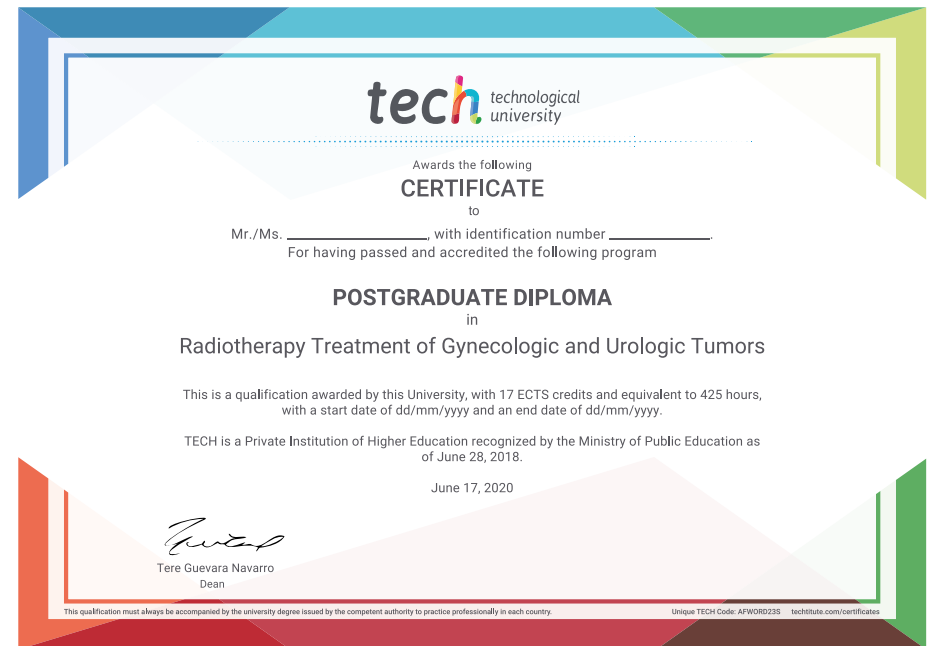 tech technological
university
Awards the following
CERTIFICATE
to
Mr./Ms. __________________, with identification number _____________.
For having passed and accredited the following program
POSTGRADUATE DIPLOMA
in
Radiotherapy Treatment of Gynecologic and Urologic Tumors
This is a qualification awarded by this University, with 17 ECTS credits and equivalent to 425 hours,
with a start date of dd/mm/yyyy and an end date of dd/mm/yyyy.
TECH is a Private Institution of Higher Education recognized by the Ministry of Public Education as
of June 28, 2018.
June 17, 2020
Tere Guevara Navarro
Dean
This qualification must always be accompanied by the university degree issued by the competent authority to practice professionally in each country. Unique TECH Code: AFWORD23S techtitute.com/certificates